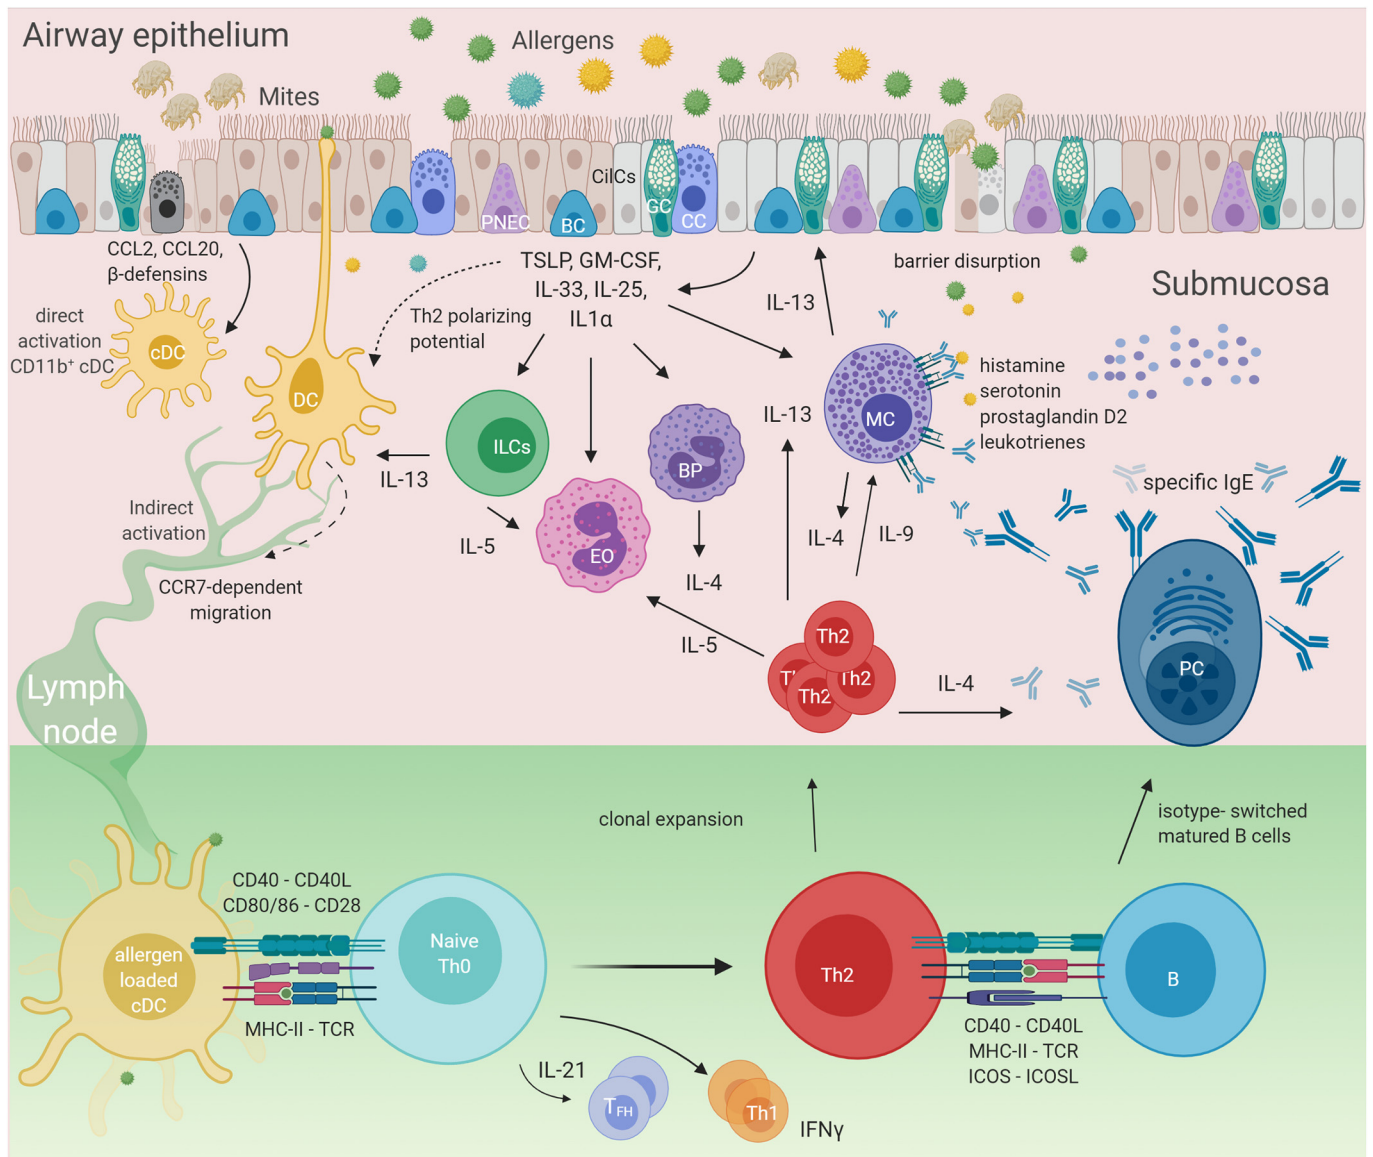 Airway epithelium
Allergens
Mites
CilCs
PNEC
BC
GC
CC
CCL2, CCL20,
β-defensins
direct
activation
CD11b⁺ cDC
cDC
DC
Th2 polarizing
potential
TSLP, GM-CSF,
IL-33, IL-25,
IL1α
IL-13
barrier disurption
Submucosa
histamine
serotonin
prostaglandin D2
leukotrienes
MC
IL-13
ILCs
IL-13
BP
IL-5
EO
IL-4
IL-4
IL-9
specific IgE
Indirect
activation
CCR7-dependent
migration
IL-5
Th2
Th2
Th2
IL-4
PC
Lymph
node
clonal expansion
isotype- switched
matured B cells
CD40 - CD40L
CD80/86 - CD28
allergen
loaded
cDC
MHC-II - TCR
Naive
Th0
Th2
B
CD40 - CD40L
MHC-II - TCR
ICOS - ICOSL
IL-21
TFH
Th1
IFNγ